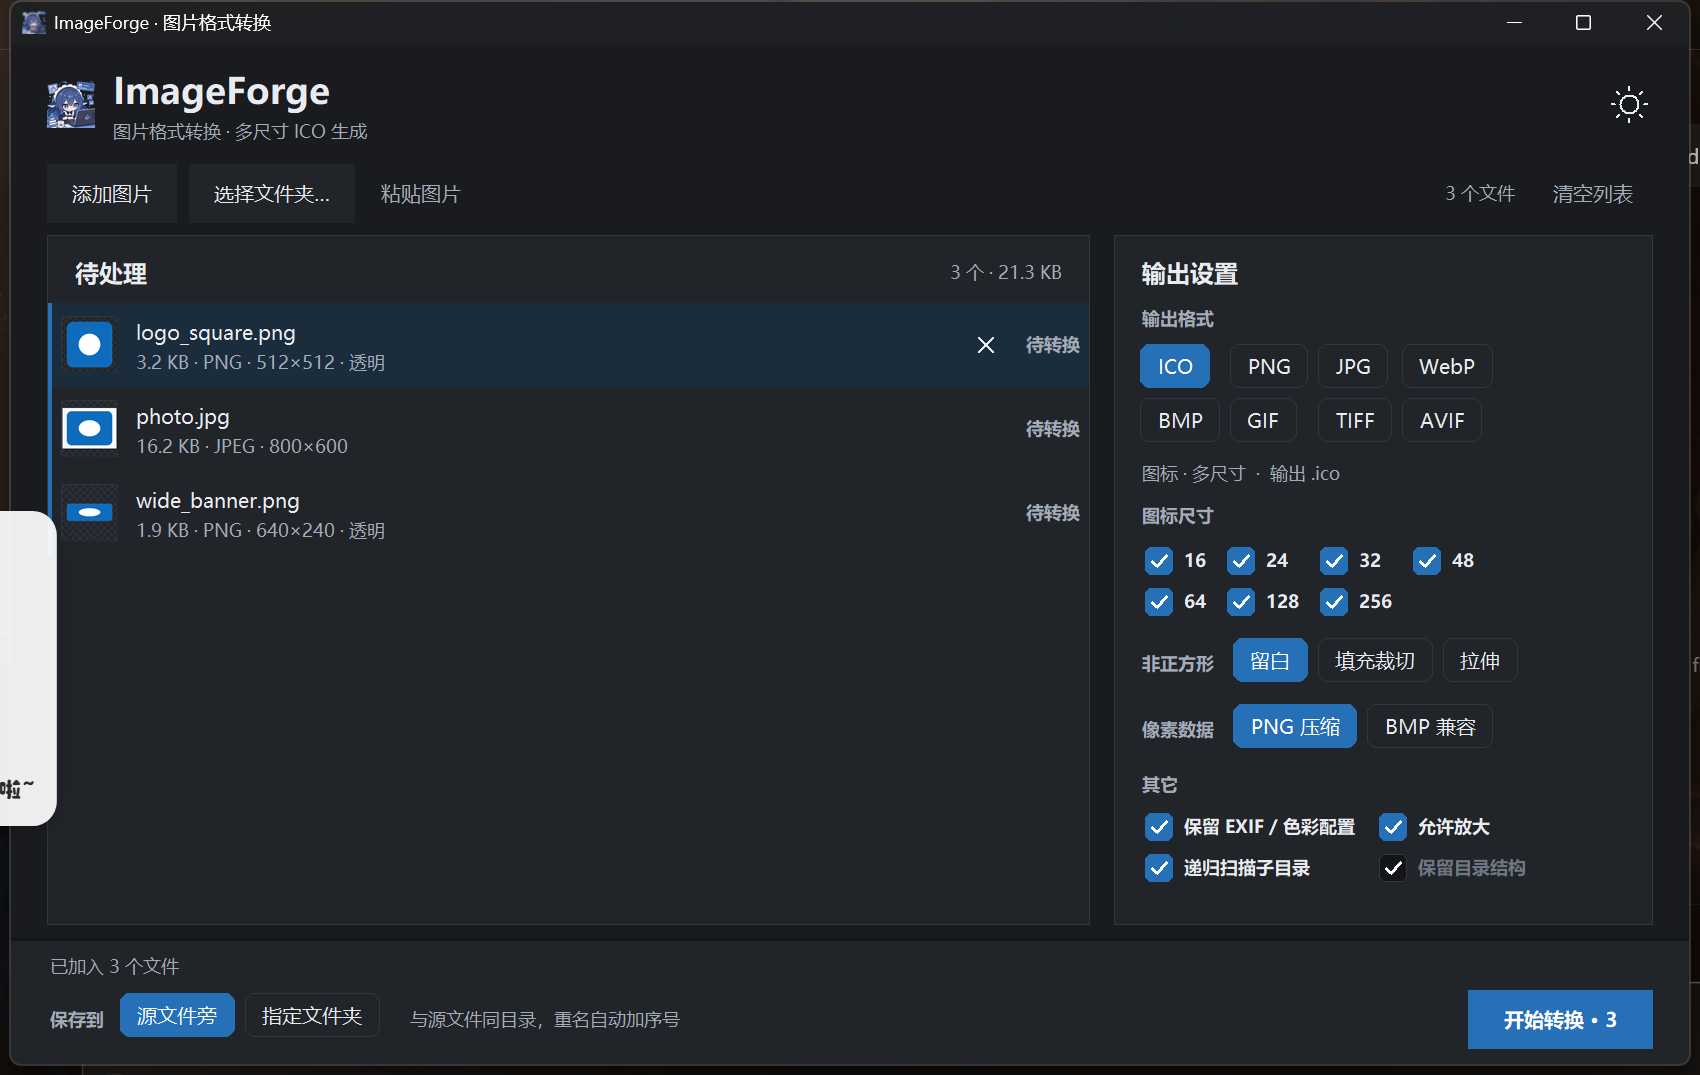 ImageForge · 图片格式转换
ImageForge
图片格式转换 · 多尺寸 ICO 生成
添加图片 选择文件夹... 粘贴图片 3 个文件 清空列表
待处理 3 个 · 21.3 KB
logo_square.png
3.2 KB · PNG · 512×512 · 透明
待转换
photo.jpg
16.2 KB · JPEG · 800×600
待转换
wide_banner.png
1.9 KB · PNG · 640×240 · 透明
待转换
输出设置
输出格式
ICO PNG JPG WebP
BMP GIF TIFF AVIF
图标 · 多尺寸 · 输出 .ico
图标尺寸
16 24 32 48
64 128 256
非正方形 留白 填充裁切 拉伸
像素数据 PNG 压缩 BMP 兼容
其它
保留 EXIF / 色彩配置 允许放大
递归扫描子目录 保留目录结构
啦~
已加入 3 个文件
保存到 源文件旁 指定文件夹 与源文件同目录，重名自动加序号
开始转换 • 3
d
f